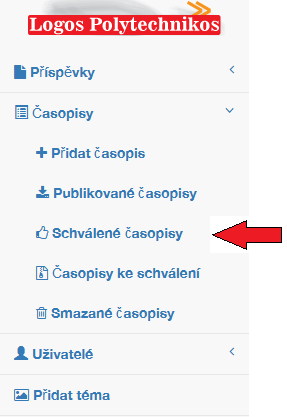 Logos Polytechnikos
Příspěvky
Časopisy
Přidat časopis
Publikované časopisy
Schválené časopisy
Časopisy ke schválení
Smazané časopisy
Uživatelé
Přidat téma